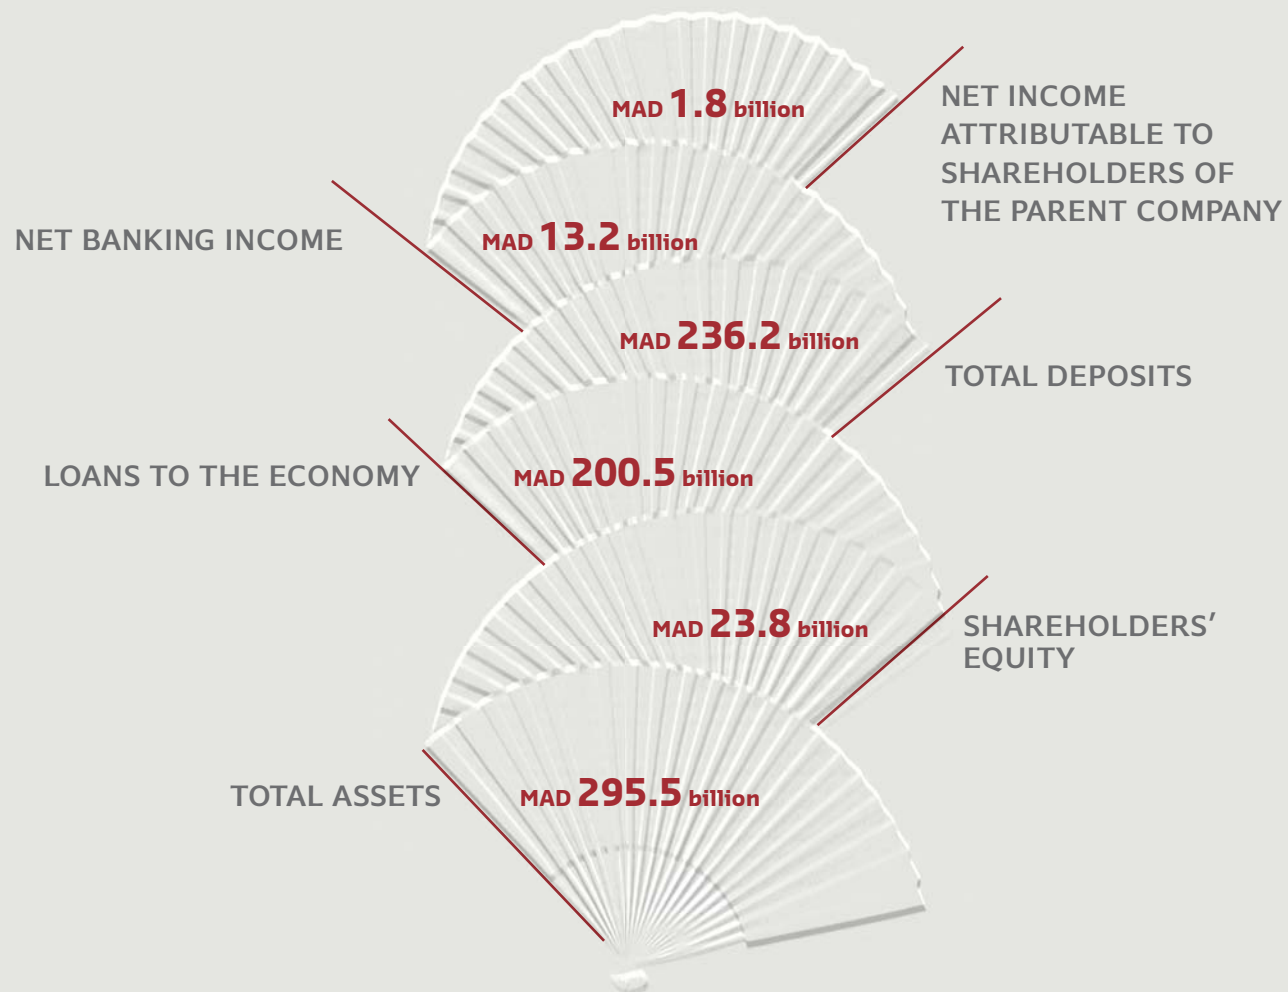 MAD 1.8 billion
NET INCOME
ATTRIBUTABLE TO
SHAREHOLDERS OF
THE PARENT COMPANY
NET BANKING INCOME
MAD 13.2 billion
MAD 236.2 billion
TOTAL DEPOSITS
LOANS TO THE ECONOMY
MAD 200.5 billion
MAD 23.8 billion
SHAREHOLDERS’
EQUITY
TOTAL ASSETS
MAD 295.5 billion